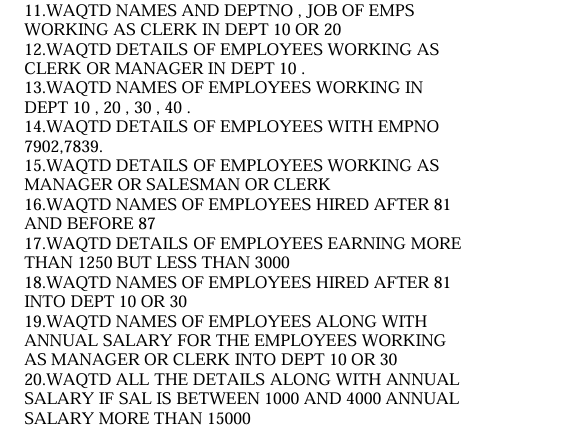 11.WAQTD NAMES AND DEPTNO , JOB OF EMPS
WORKING AS CLERK IN DEPT 10 OR 20
12.WAQTD DETAILS OF EMPLOYEES WORKING AS
CLERK OR MANAGER IN DEPT 10 .
13.WAQTD NAMES OF EMPLOYEES WORKING IN
DEPT 10 , 20 , 30 , 40 .
14.WAQTD DETAILS OF EMPLOYEES WITH EMPNO
7902,7839.
15.WAQTD DETAILS OF EMPLOYEES WORKING AS
MANAGER OR SALESMAN OR CLERK
16.WAQTD NAMES OF EMPLOYEES HIRED AFTER 81
AND BEFORE 87
17.WAQTD DETAILS OF EMPLOYEES EARNING MORE
THAN 1250 BUT LESS THAN 3000
18.WAQTD NAMES OF EMPLOYEES HIRED AFTER 81
INTO DEPT 10 OR 30
19.WAQTD NAMES OF EMPLOYEES ALONG WITH
ANNUAL SALARY FOR THE EMPLOYEES WORKING
AS MANAGER OR CLERK INTO DEPT 10 OR 30
20.WAQTD ALL THE DETAILS ALONG WITH ANNUAL
SALARY IF SAL IS BETWEEN 1000 AND 4000 ANNUAL
SALARY MORE THAN 15000